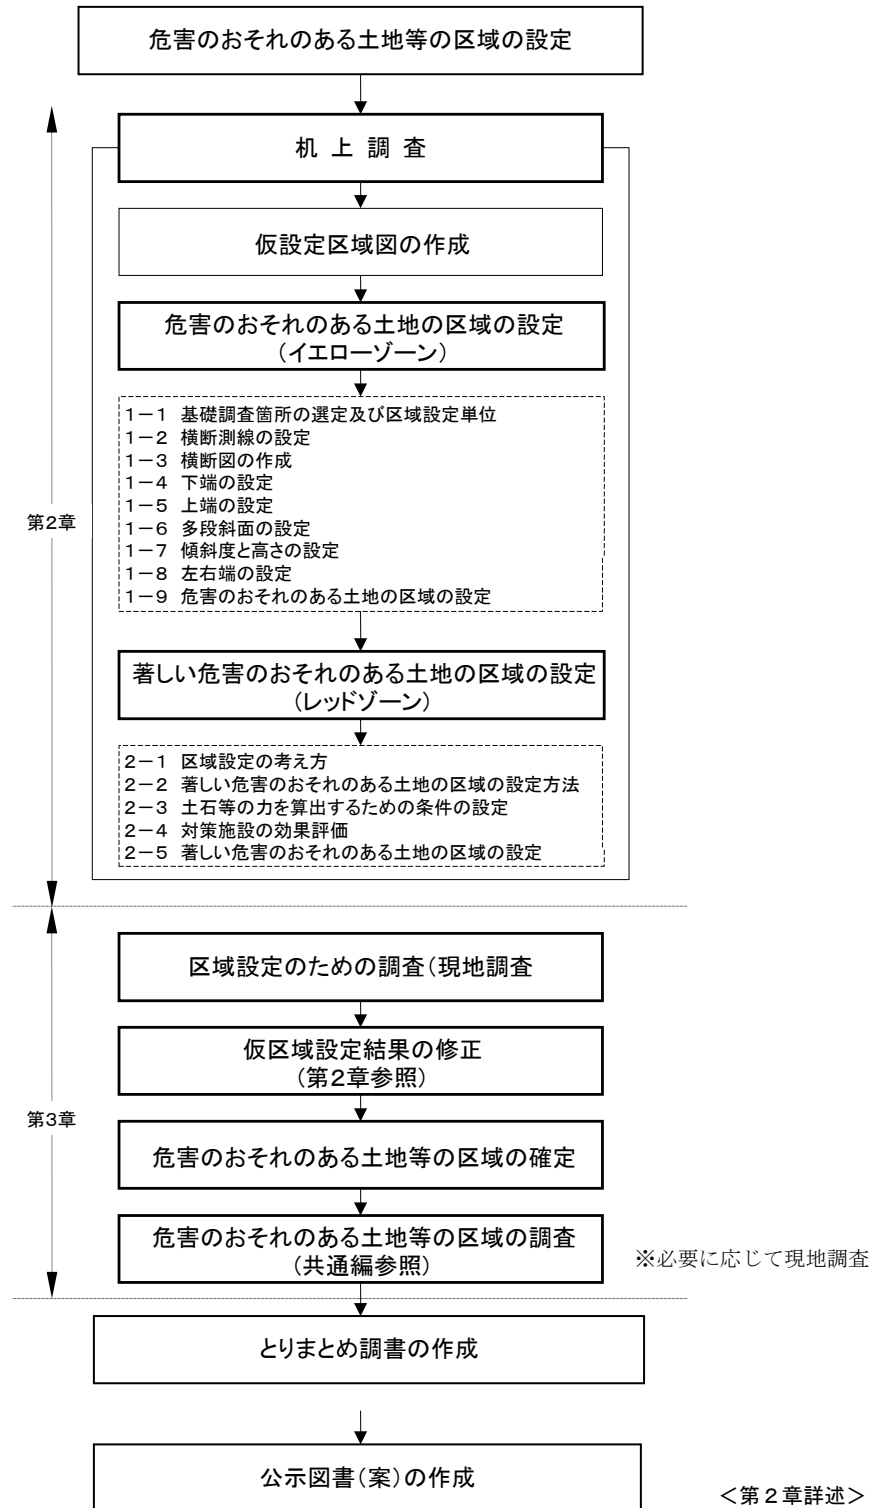 危害のおそれのある土地等の区域の設定
机 上 調 査
仮設定区域図の作成
危害のおそれのある土地の区域の設定
(イエローゾーン)
1-1 基礎調査箇所の選定及び区域設定単位
1-2 横断測線の設定
1-3 横断図の作成
1-4 下端の設定
1-5 上端の設定
1-6 多段斜面の設定
1-7 傾斜度と高さの設定
1-8 左右端の設定
1-9 危害のおそれのある土地の区域の設定
第2章
著しい危害のおそれのある土地の区域の設定
(レッドゾーン)
2-1 区域設定の考え方
2-2 著しい危害のおそれのある土地の区域の設定方法
2-3 土石等の力を算出するための条件の設定
2-4 対策施設の効果評価
2-5 著しい危害のおそれのある土地の区域の設定
区域設定のための調査(現地調査
仮区域設定結果の修正
(第2章参照)
第3章
危害のおそれのある土地等の区域の確定
危害のおそれのある土地等の区域の調査
(共通編参照)
※必要に応じて現地調査
とりまとめ調書の作成
公示図書(案)の作成
<第2章詳述>